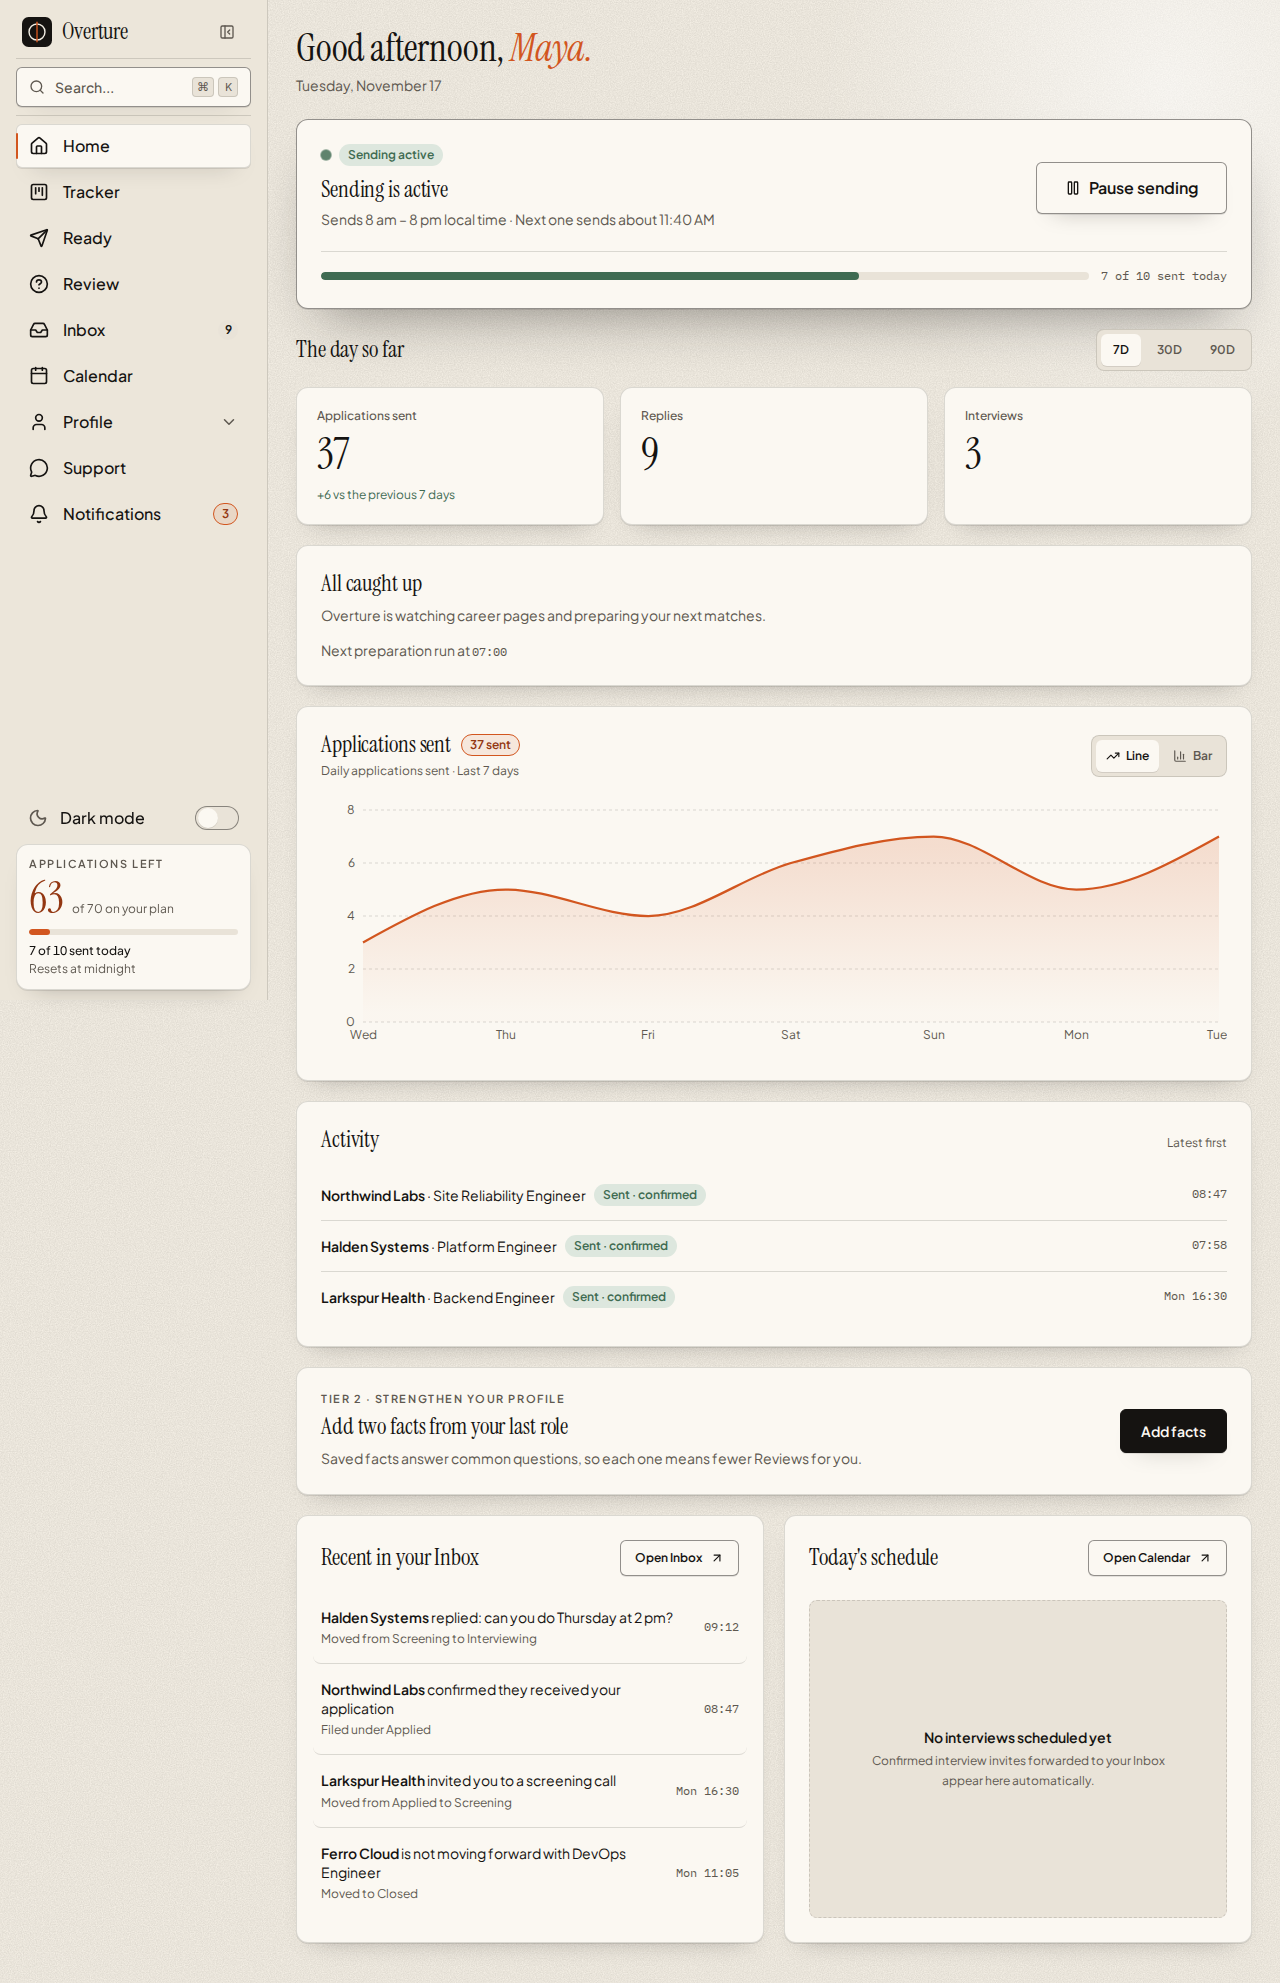 Overture
Search...
⌘ K
Home
Tracker
Ready
Review
Inbox 9
Calendar
Profile
Support
Notifications 3
Dark mode
APPLICATIONS LEFT
63 of 70 on your plan
7 of 10 sent today
Resets at midnight
Good afternoon, Maya.
Tuesday, November 17
Sending active
Sending is active
Sends 8 am – 8 pm local time · Next one sends about 11:40 AM
Pause sending
7 of 10 sent today
The day so far
7D 30D 90D
Applications sent
37
+6 vs the previous 7 days
Replies
9
Interviews
3
All caught up
Overture is watching career pages and preparing your next matches.
Next preparation run at 07:00
Applications sent 37 sent
Daily applications sent · Last 7 days
Line Bar
8
6
4
2
0
Wed Thu Fri Sat Sun Mon Tue
Activity
Latest first
Northwind Labs · Site Reliability Engineer Sent · confirmed 08:47
Halden Systems · Platform Engineer Sent · confirmed 07:58
Larkspur Health · Backend Engineer Sent · confirmed Mon 16:30
TIER 2 · STRENGTHEN YOUR PROFILE
Add two facts from your last role
Saved facts answer common questions, so each one means fewer Reviews for you.
Add facts
Recent in your Inbox
Open Inbox
Halden Systems replied: can you do Thursday at 2 pm?
Moved from Screening to Interviewing
09:12
Northwind Labs confirmed they received your
application
Filed under Applied
08:47
Larkspur Health invited you to a screening call
Moved from Applied to Screening
Mon 16:30
Ferro Cloud is not moving forward with DevOps
Engineer
Moved to Closed
Mon 11:05
Today's schedule
Open Calendar
No interviews scheduled yet
Confirmed interview invites forwarded to your Inbox
appear here automatically.